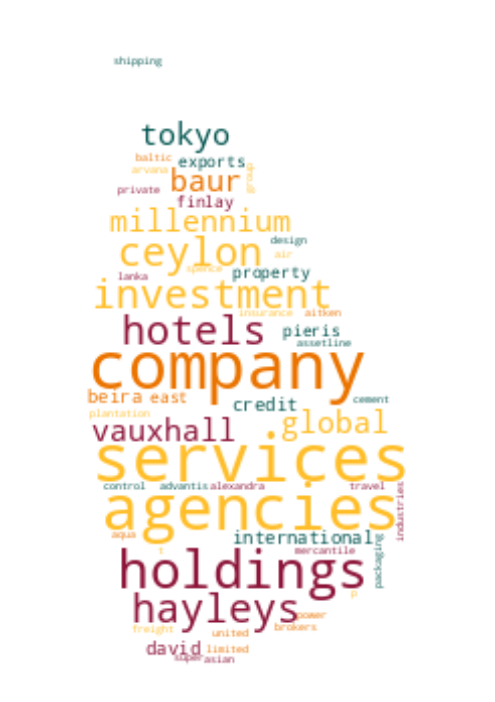 shipping
tokyo
baltic exports
arvana baur group
private finlay
millennium
design
ceylon air
spence property
lanka
investment
insurance aitken
hotels pieris
assetline
company
beira east credit cement
plantation global
vauxhall
services
control advantis alexandra travel
industries
agencies
aqua international
t mercantile packaging
holdings
p
hayleys power
freight united brokers
david limited
super asian